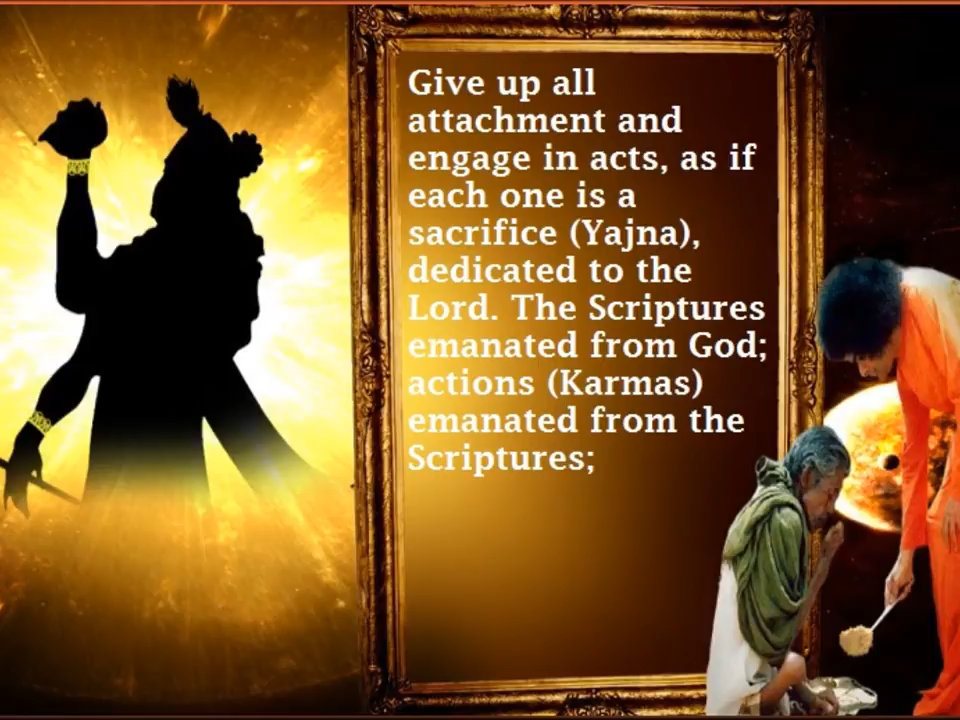 Give up all
attachment and
engage in acts, as if
each one is a
sacrifice (Yajna),
dedicated to the
Lord. The Scriptures
emanated from God;
actions (Karmas)
emanated from the
Scriptures;